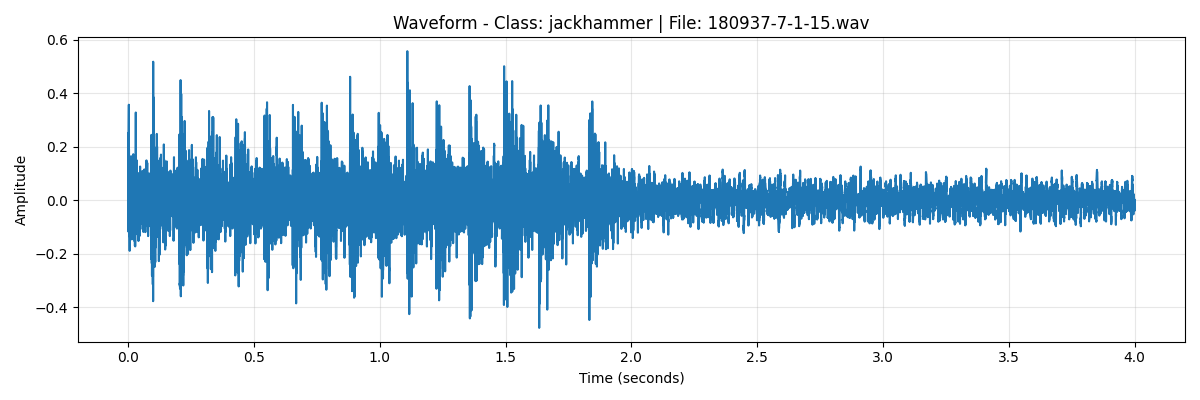 Waveform - Class: jackhammer | File: 180937-7-1-15.wav
0.6
0.4
0.2
0.0
−0.2
−0.4
Amplitude
0.0 0.5 1.0 1.5 2.0 2.5 3.0 3.5 4.0
Time (seconds)